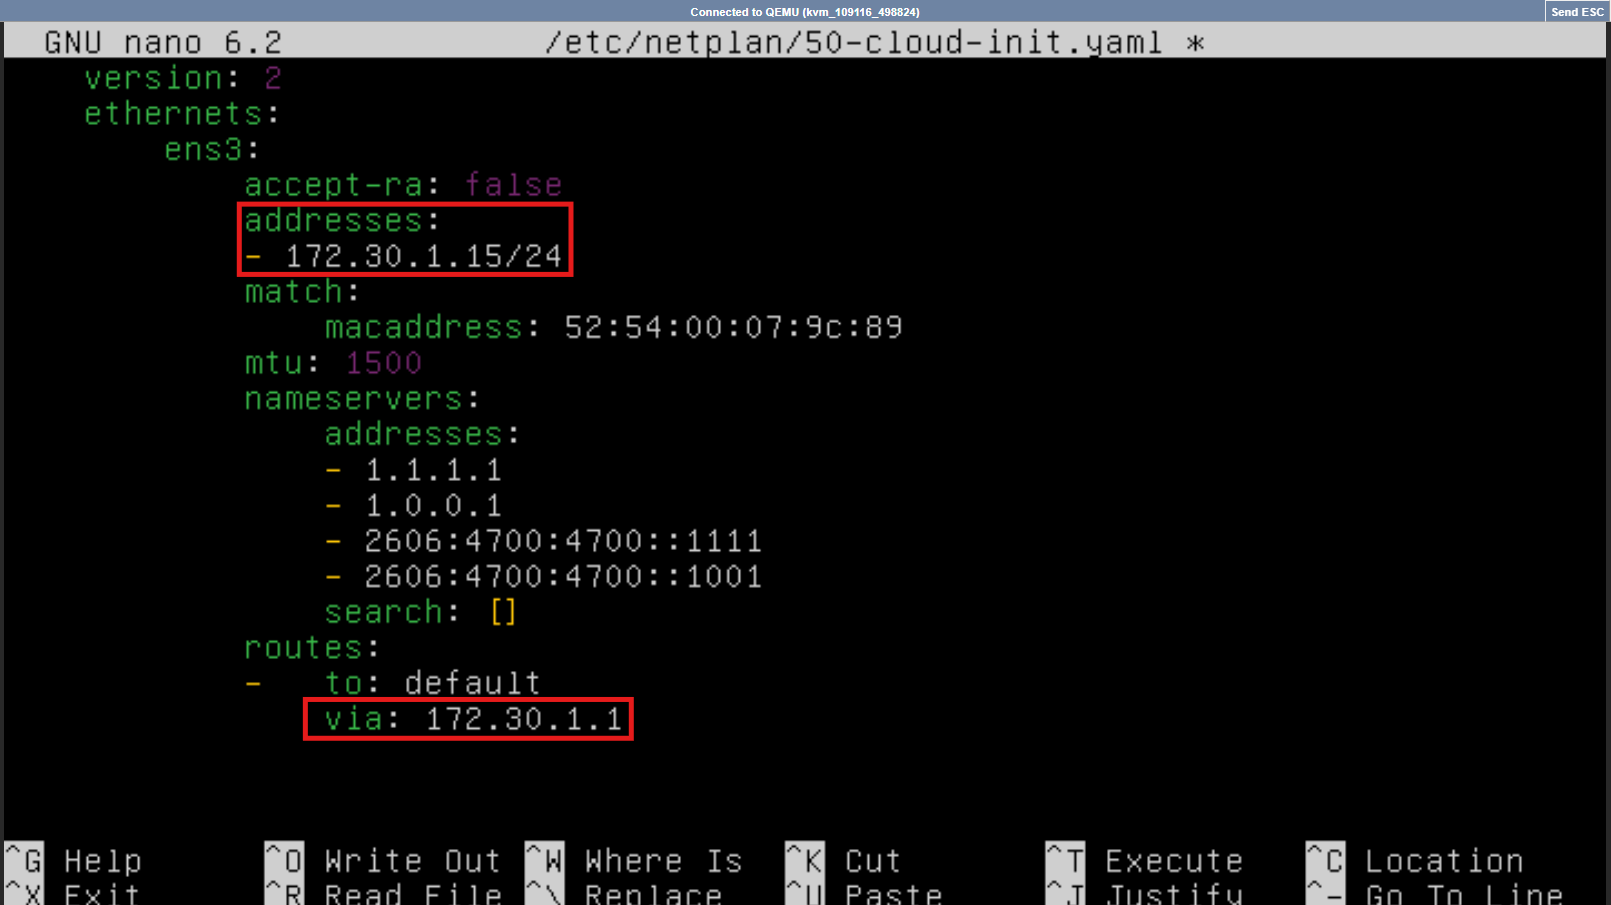 Connected to QEMU (kvm_109116_498824)
Send ESC
GNU nano 6.2 /etc/netplan/50-cloud-init.yaml *
version: 2
ethernets:
ens3:
accept-ra: false
addresses:
- 172.30.1.15/24
match:
macaddress: 52:54:00:07:9c:89
mtu: 1500
nameservers:
addresses:
- 1.1.1.1
- 1.0.0.1
- 2606:4700:4700::1111
- 2606:4700:4700::1001
search: []
routes:
- to: default
via: 172.30.1.1
^G Help ^O Write Out ^W Where Is ^K Cut ^T Execute ^C Location
^X Exit ^R Read File ^\ Replace ^U Paste ^J Justify ^_ Go To Line